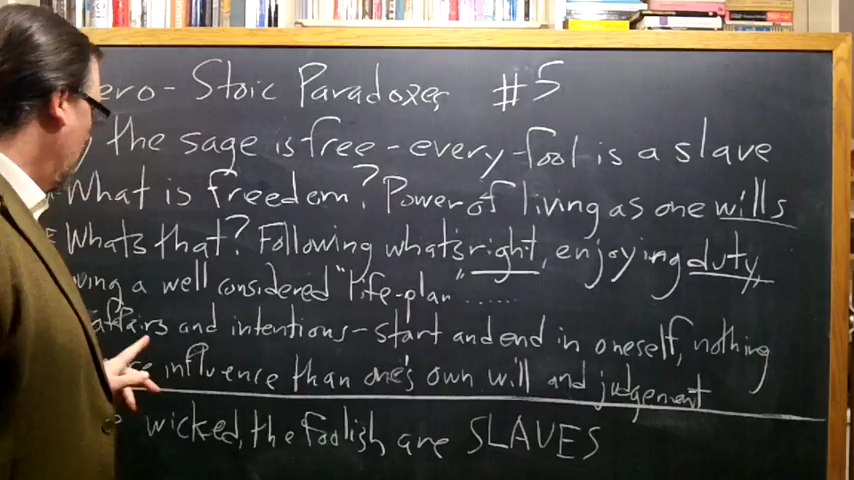 ero - Stoic Paradoxes #5
the sage is free - every fool is a slave
What is freedom? Power of living as one wills
Whats that? Following what's right, enjoying duty,
ving a well considered "life-plan" ......
affairs and intentions - start and end in oneself, nothing
influence than one's own will and judgement
wicked, the foolish are SLAVES